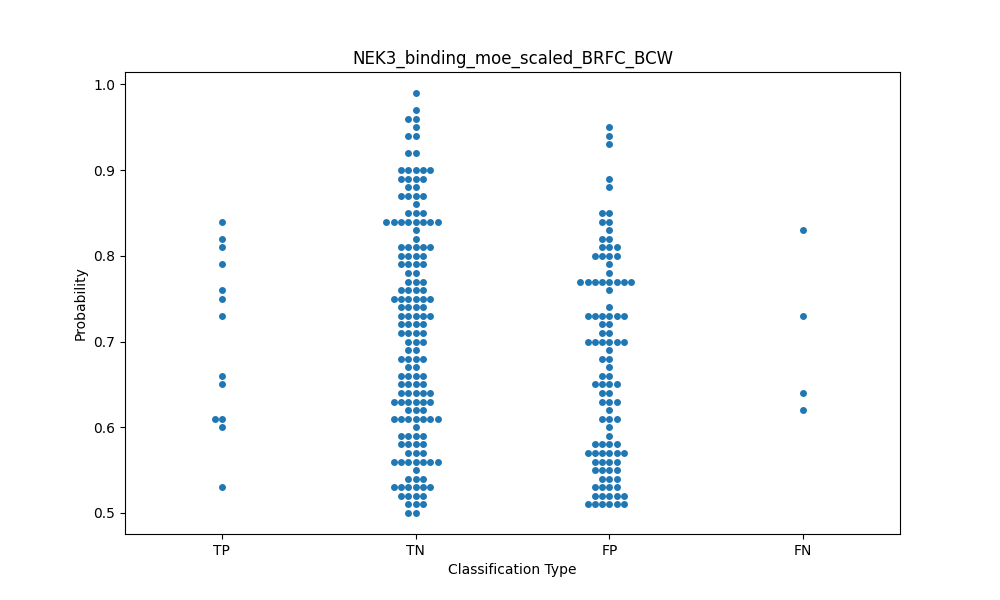 NEK3_binding_moe_scaled_BRFC_BCW
1.0
0.9
0.8
0.7
0.6
0.5
Probability
TP TN FP FN
Classification Type